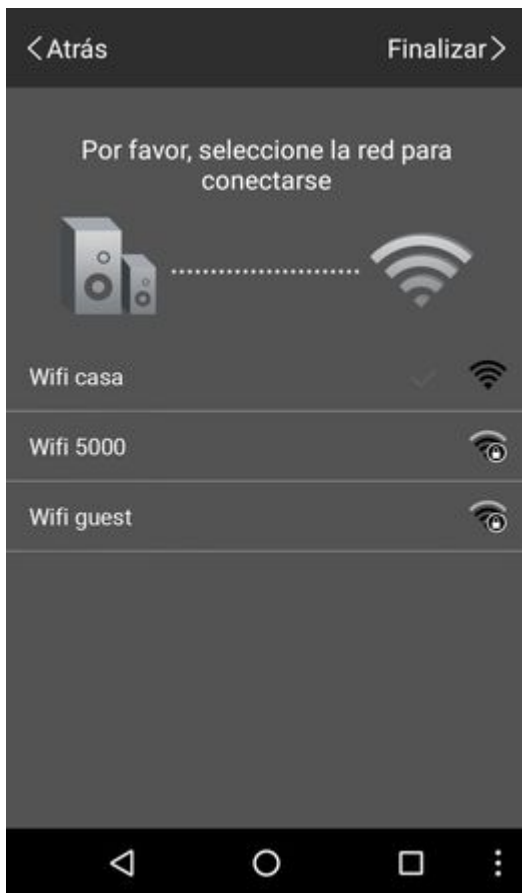 Atrás
Finalizar
Por favor, seleccione la red para
conectarse
Wifi casa
Wifi 5000
Wifi guest